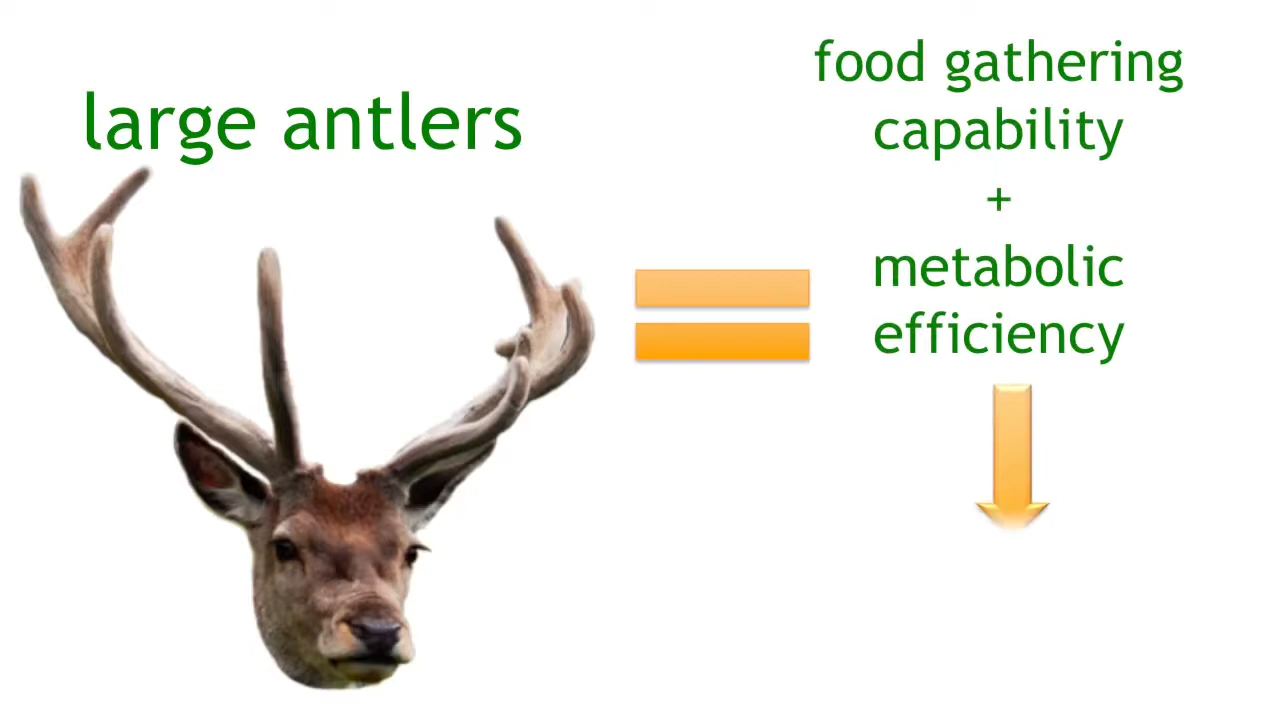 large antlers
food gathering
capability
+
metabolic
efficiency